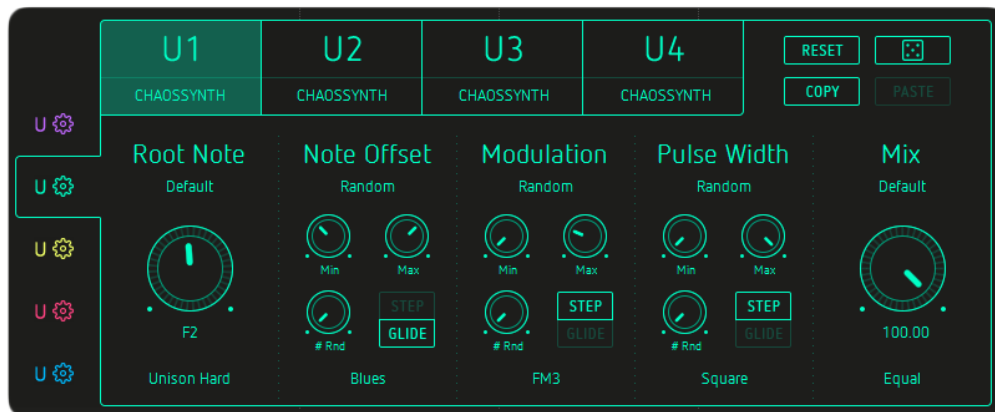 U1 U2 U3 U4
CHAOSSYNTH CHAOSSYNTH CHAOSSYNTH CHAOSSYNTH
RESET
COPY PASTE
U
U
U
U
U
Root Note Note Offset Modulation Pulse Width Mix
Default Random Random Random Default
Min Max Min Max Min Max
STEP STEP STEP
GLIDE GLIDE GLIDE
# Rnd # Rnd # Rnd
F2 100.00
Unison Hard Blues FM3 Square Equal